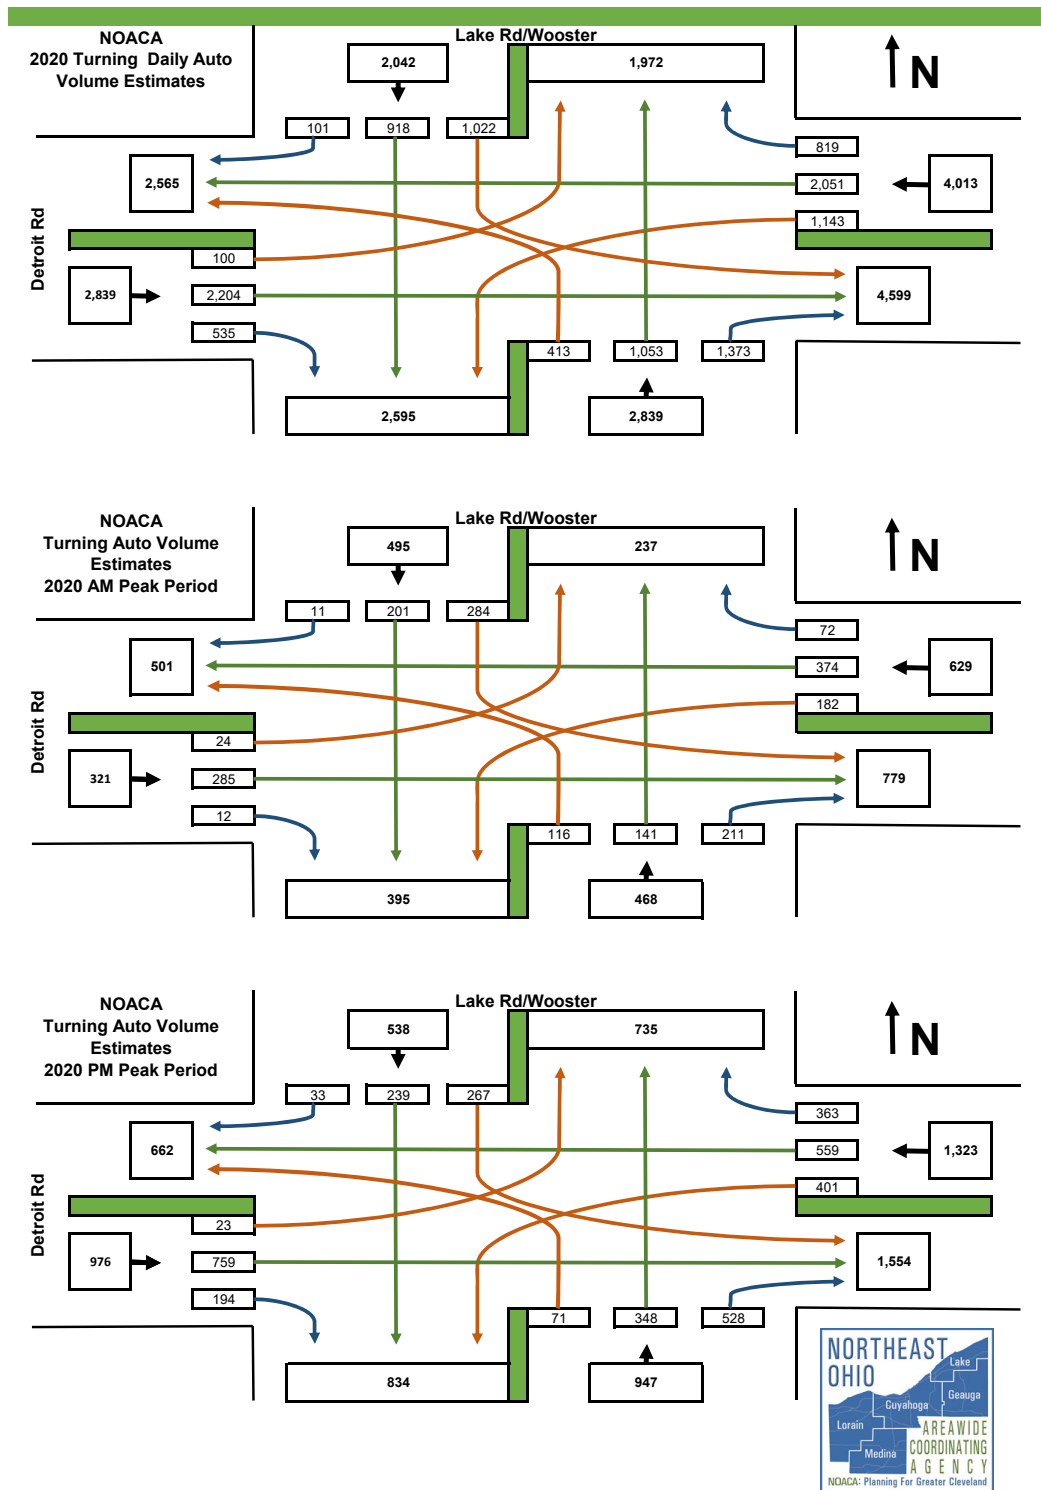 NOACA
2020 Turning Daily Auto
Volume Estimates
Lake Rd/Wooster
2,042
1,972
N
101
918
1,022
819
2,565
2,051
4,013
1,143
Detroit Rd
100
2,839
2,204
4,599
535
413
1,053
1,373
2,595
2,839
NOACA
Turning Auto Volume
Estimates
2020 AM Peak Period
Lake Rd/Wooster
495
237
N
11
201
284
72
501
374
629
182
Detroit Rd
24
321
285
779
12
116
141
211
395
468
NOACA
Turning Auto Volume
Estimates
2020 PM Peak Period
Lake Rd/Wooster
538
735
N
33
239
267
363
662
559
1,323
401
Detroit Rd
23
976
759
1,554
194
71
348
528
834
947
NORTHEAST
OHIO
Lake
Geauga
Cuyahoga
Lorain
Medina
AREAWIDE
COORDINATING
AGENCY
NOACA: Planning For Greater Cleveland